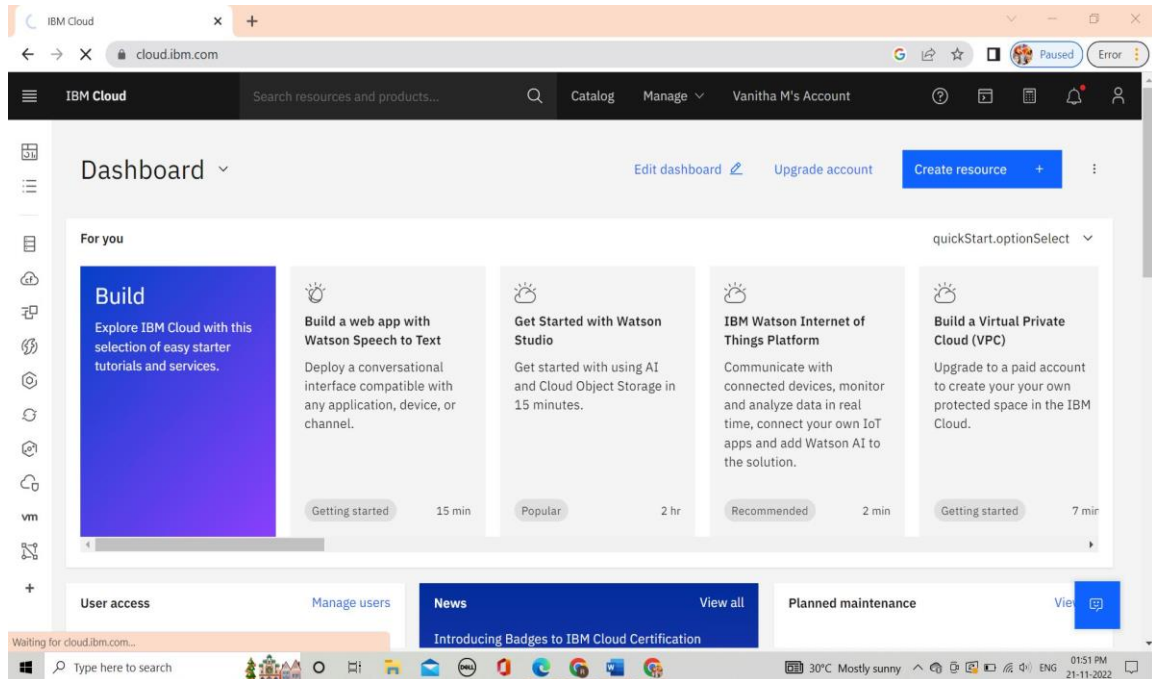 IBM Cloud
cloud.ibm.com
Paused
Error
IBM Cloud
Search resources and products...
Catalog
Manage
Vanitha M's Account
Dashboard
Edit dashboard
Upgrade account
Create resource +
For you
quickStart.optionSelect
Build
Explore IBM Cloud with this
selection of easy starter
tutorials and services.
Build a web app with
Watson Speech to Text
Deploy a conversational
interface compatible with
any application, device, or
channel.
Getting started 15 min
Get Started with Watson
Studio
Get started with using AI
and Cloud Object Storage in
15 minutes.
Popular 2 hr
IBM Watson Internet of
Things Platform
Communicate with
connected devices, monitor
and analyze data in real
time, connect your own IoT
apps and add Watson AI to
the solution.
Recommended 2 min
Build a Virtual Private
Cloud (VPC)
Upgrade to a paid account
to create your your own
protected space in the IBM
Cloud.
Getting started 7 min
vm
User access
Manage users
News
View all
Introducing Badges to IBM Cloud Certification
Planned maintenance
Waiting for cloud.ibm.com...
Type here to search
DELL
30°C Mostly sunny
ENG
01:51 PM
21-11-2022